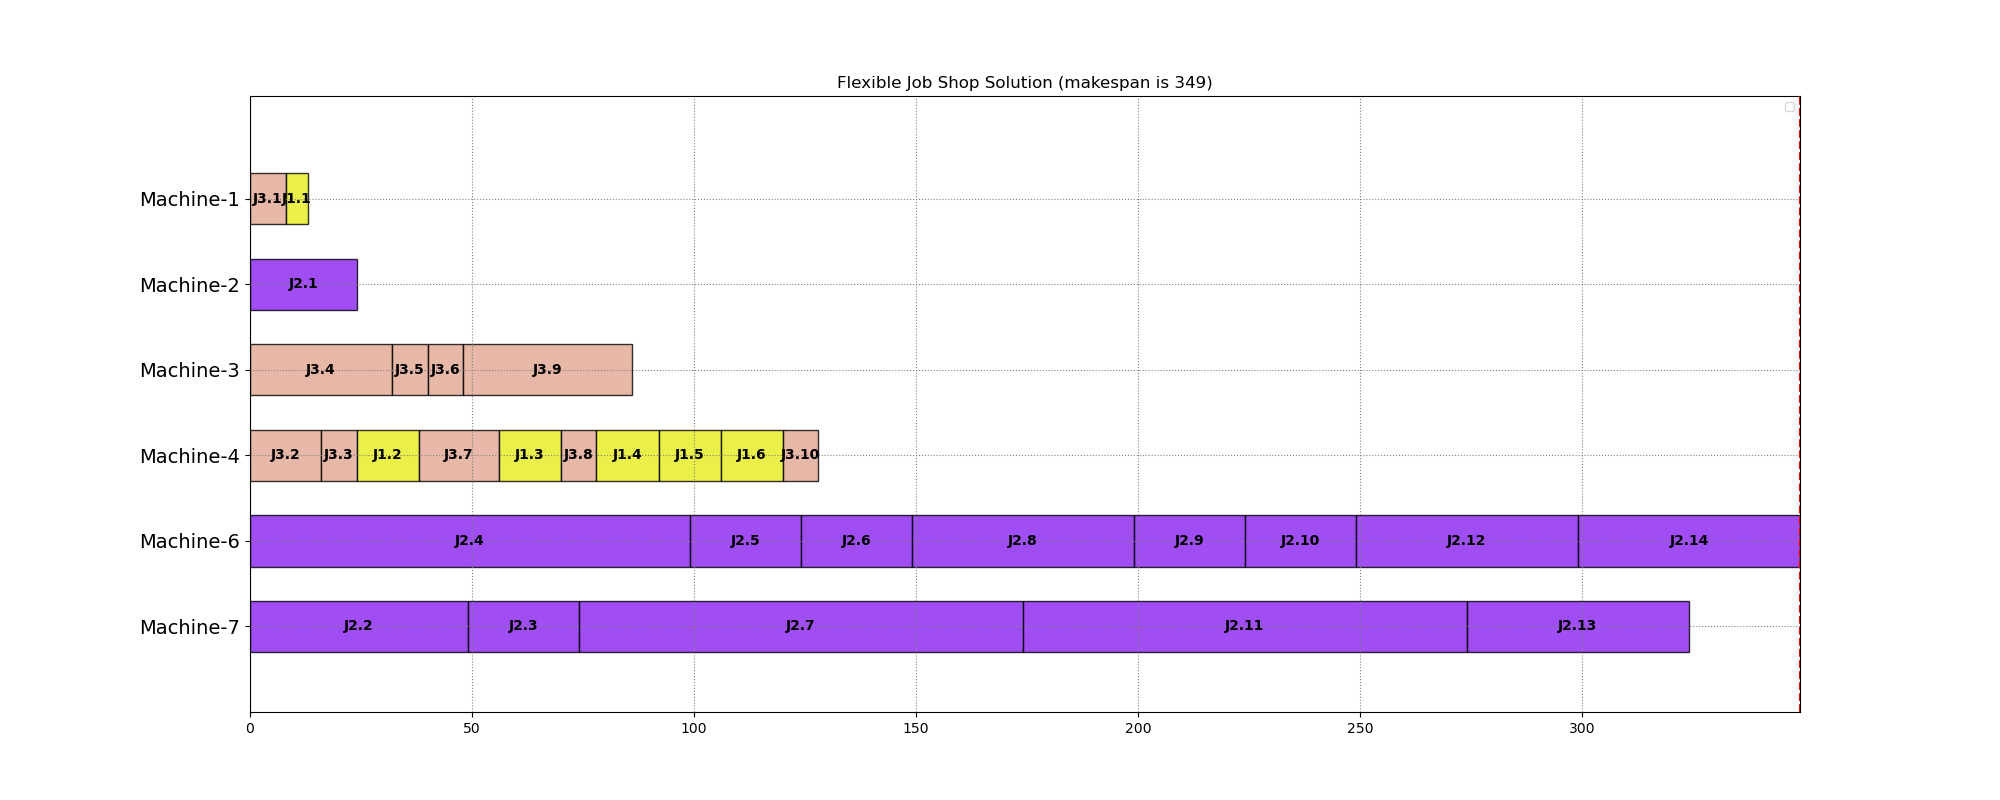 Flexible Job Shop Solution (makespan is 349)
Machine-1 J3.1 J1.1
Machine-2 J2.1
Machine-3 J3.4 J3.5 J3.6 J3.9
Machine-4 J3.2 J3.3 J1.2 J3.7 J1.3 J3.8 J1.4 J1.5 J1.6 J3.10
Machine-6 J2.4 J2.5 J2.6 J2.8 J2.9 J2.10 J2.12 J2.14
Machine-7 J2.2 J2.3 J2.7 J2.11 J2.13
0 50 100 150 200 250 300